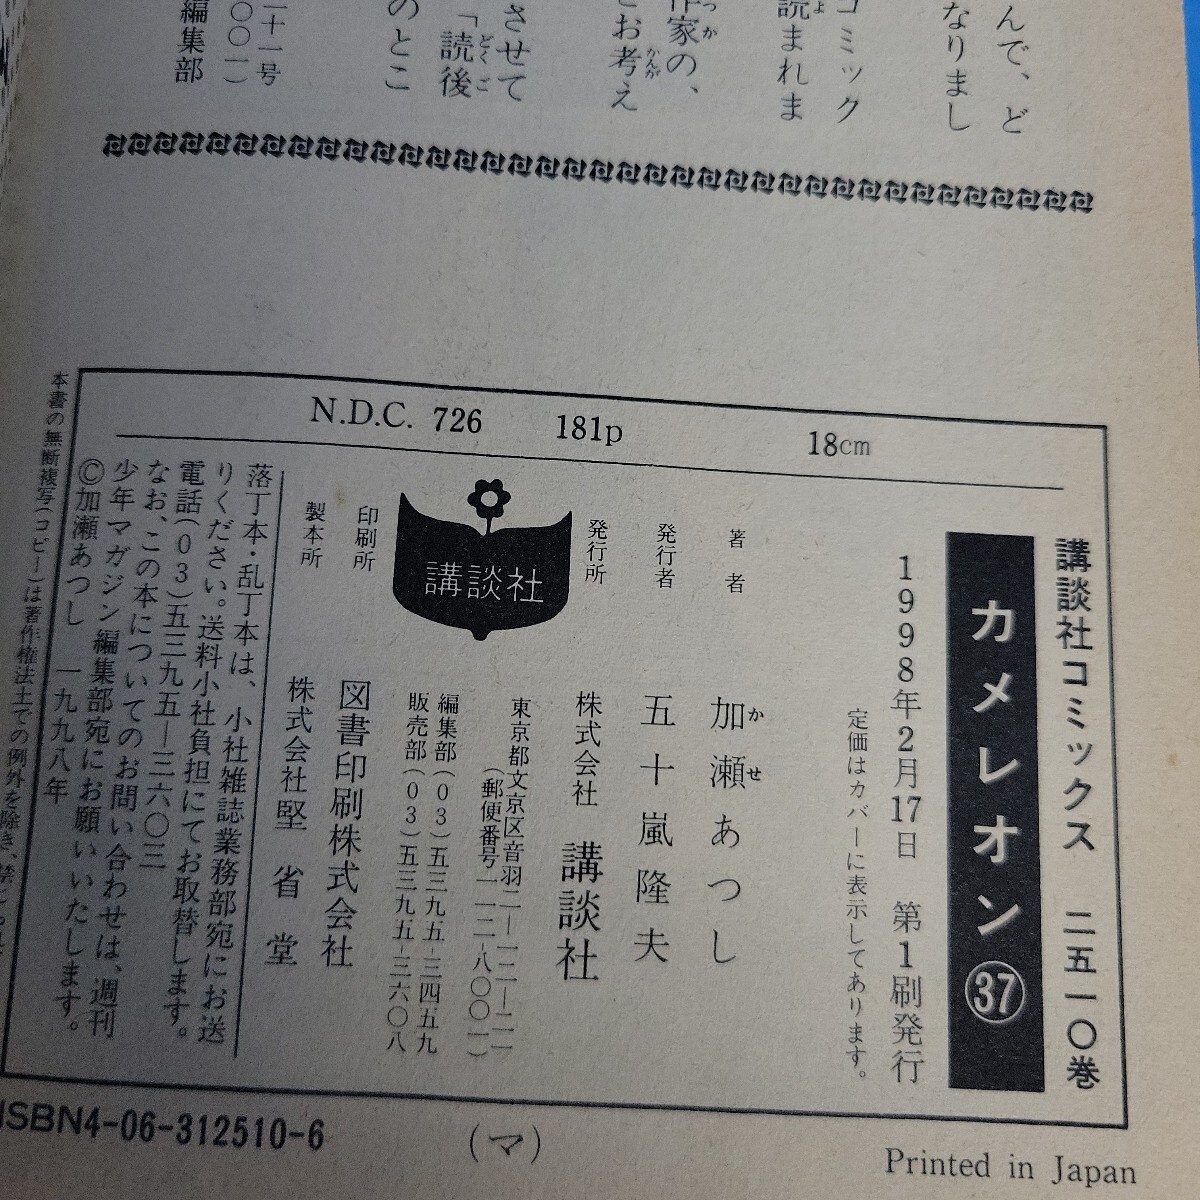 んで、ど
なりまし
コミック
読まれま
作家の、
とお考え
させて
「読後
のとこ
二十一号
〇〇一)
編集部
N.D.C. 726 181p 18cm
講談社コミックス 二五一〇巻
カメレオン㊲
1998年2月17日 第1刷発行
定価はカバーに表示してあります。
著者 加瀬あつし
発行者 五十嵐隆夫
発行所 株式会社 講談社
東京都文京区音羽二-一二-二一
(郵便番号一一二-八〇〇一)
編集部(03)五三九五-三四五九
販売部(03)五三九五-三六〇八
講談社
印刷所 図書印刷株式会社
製本所 株式会社堅省堂
落丁本・乱丁本は、小社雑誌業務部宛にお送
りください。送料小社負担にてお取替します。
電話(03)五三九五-三六〇三
なお、この本についてのお問い合わせは、週刊
少年マガジン編集部宛にお願いいたします。
©加瀬あつし 一九九八年
本書の無断複写(コピー)は著作権法上での例外を除き、禁じられ
ISBN4-06-312510-6
(マ)
Printed in Japan